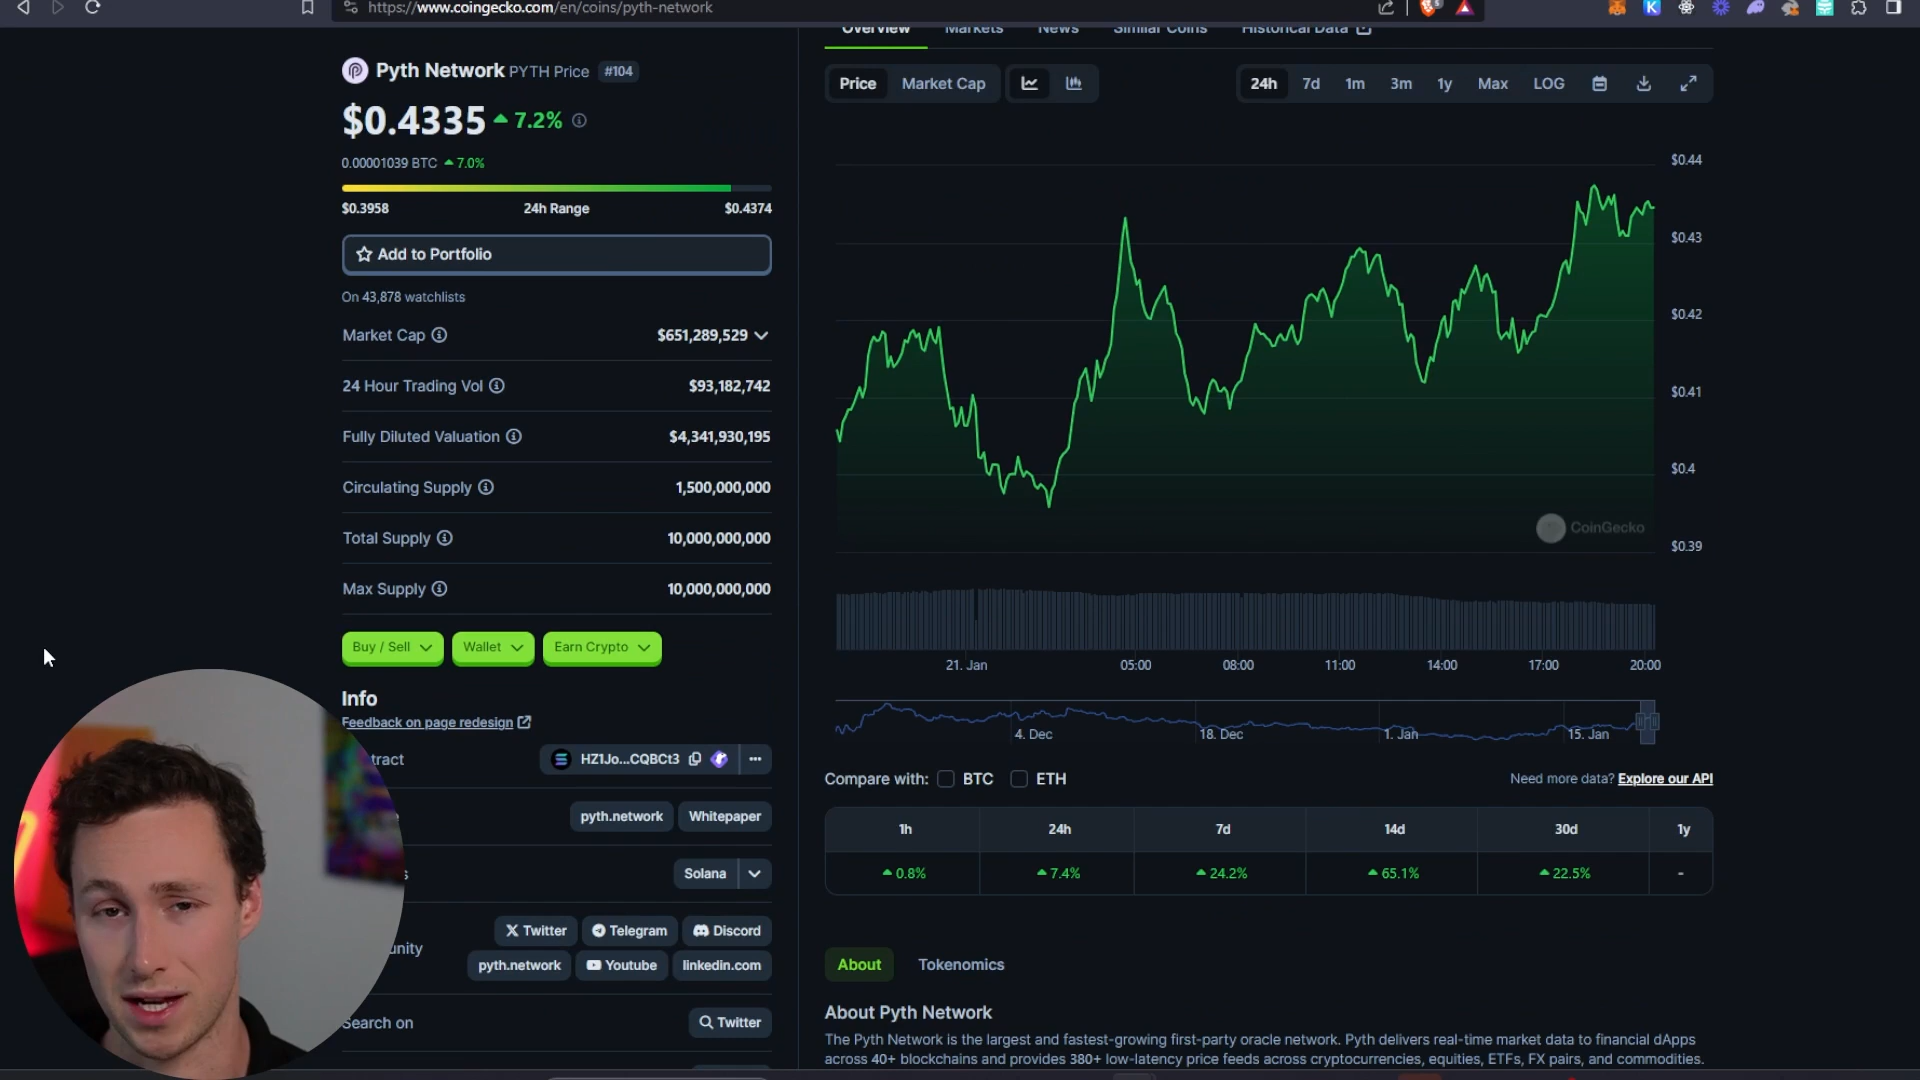 https://www.coingecko.com/en/coins/pyth-network
Overview Markets News Similar Coins Historical Data
Pyth Network PYTH Price #104
$0.4335 7.2%
0.00001039 BTC 7.0%
$0.3958 24h Range $0.4374
Add to Portfolio
On 43,878 watchlists
Market Cap $651,289,529
24 Hour Trading Vol $93,182,742
Fully Diluted Valuation $4,341,930,195
Circulating Supply 1,500,000,000
Total Supply 10,000,000,000
Max Supply 10,000,000,000
Buy / Sell Wallet Earn Crypto
Info
Feedback on page redesign
tract HZ1Jo...CQBCt3
pyth.network Whitepaper
s Solana
unity Twitter Telegram Discord
pyth.network Youtube linkedin.com
Search on Twitter
Price Market Cap
24h 7d 1m 3m 1y Max LOG
$0.44
$0.43
$0.42
$0.41
$0.4
$0.39
CoinGecko
21. Jan 05:00 08:00 11:00 14:00 17:00 20:00
4. Dec 18. Dec 1. Jan 15. Jan
Compare with: BTC ETH
Need more data? Explore our API
1h 24h 7d 14d 30d 1y
0.8% 7.4% 24.2% 65.1% 22.5% -
About Tokenomics
About Pyth Network
The Pyth Network is the largest and fastest-growing first-party oracle network. Pyth delivers real-time market data to financial dApps
across 40+ blockchains and provides 380+ low-latency price feeds across cryptocurrencies, equities, ETFs, FX pairs, and commodities.